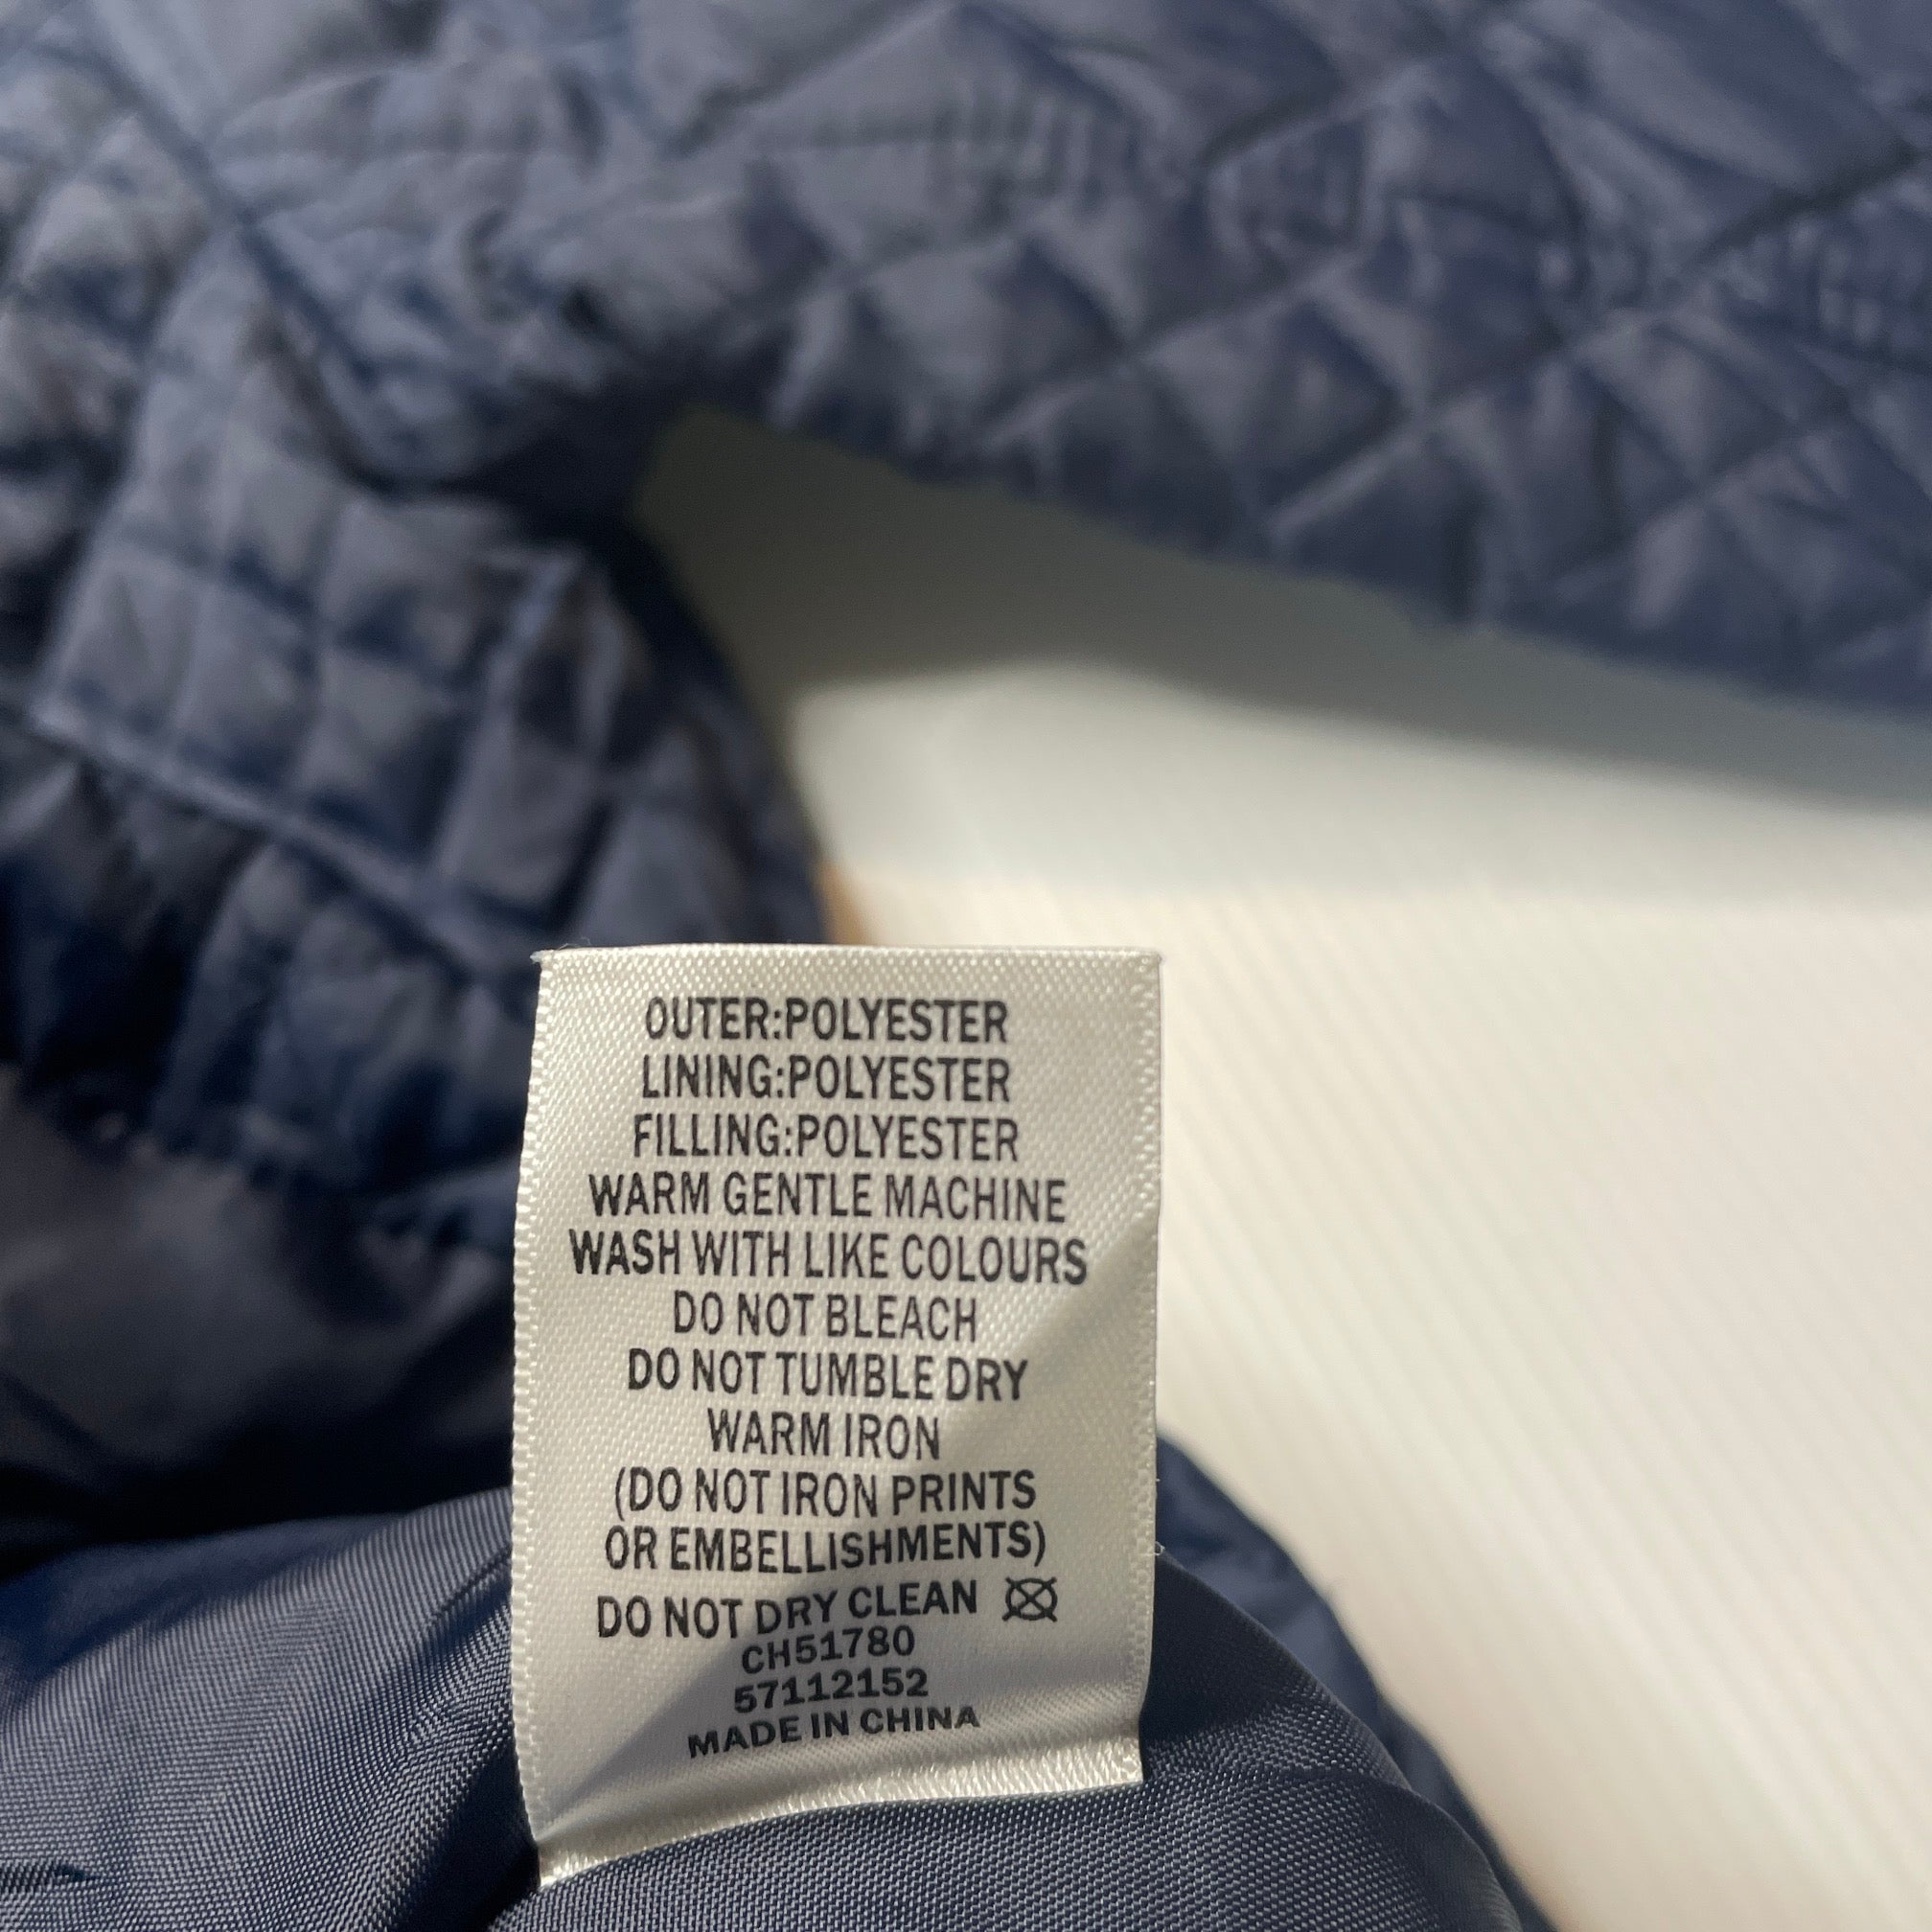 OUTER:POLYESTER
LINING:POLYESTER
FILLING:POLYESTER
WARM GENTLE MACHINE
WASH WITH LIKE COLOURS
DO NOT BLEACH
DO NOT TUMBLE DRY
WARM IRON
(DO NOT IRON PRINTS
OR EMBELLISHMENTS)
DO NOT DRY CLEAN
CH51780
57112152
MADE IN CHINA